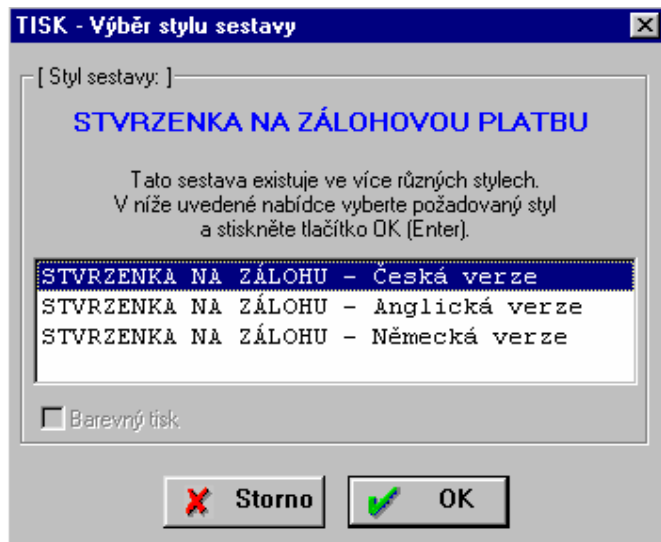 TISK - Výběr stylu sestavy
[ Styl sestavy: ]
STVRZENKA NA ZÁLOHOVOU PLATBU
Tato sestava existuje ve více různých stylech.
V níže uvedené nabídce vyberte požadovaný styl
a stiskněte tlačítko OK (Enter).
STVRZENKA NA ZÁLOHU - Česká verze
STVRZENKA NA ZÁLOHU - Anglická verze
STVRZENKA NA ZÁLOHU - Německá verze
Barevný tisk
Storno OK